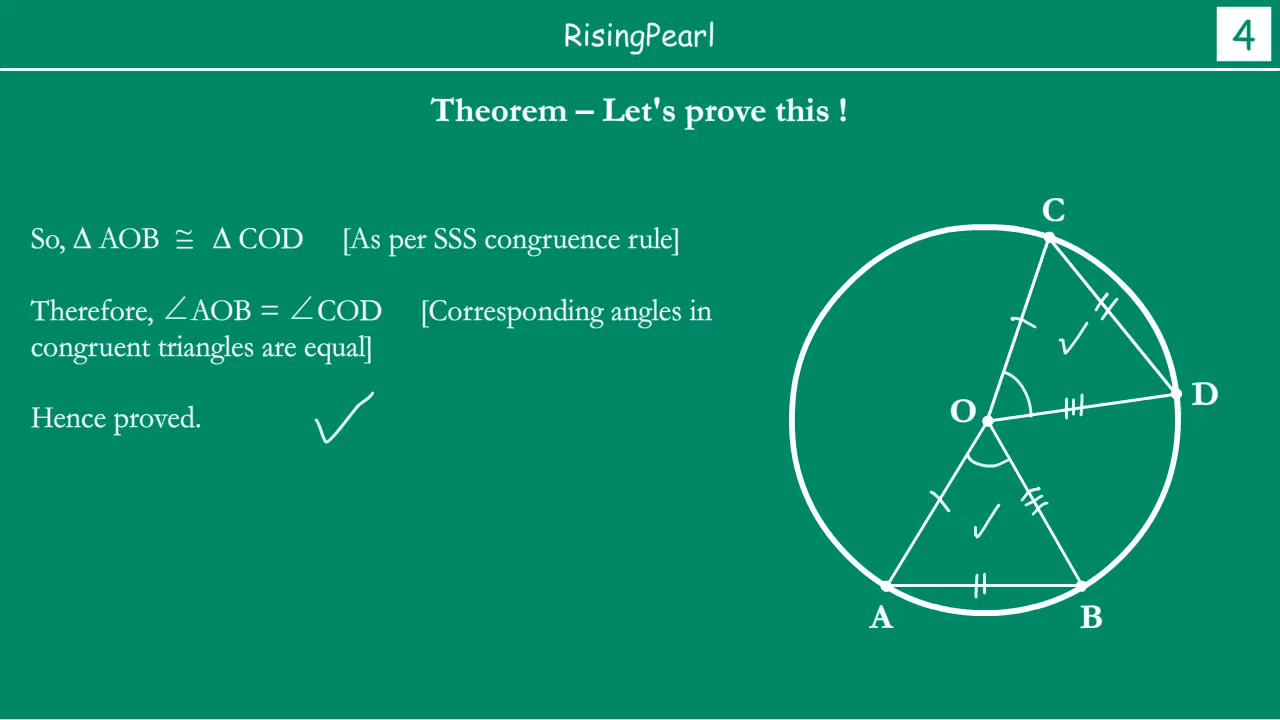 RisingPearl
4
Theorem – Let's prove this !
So, Δ AOB ≅ Δ COD [As per SSS congruence rule]
Therefore, ∠AOB = ∠COD [Corresponding angles in
congruent triangles are equal]
Hence proved.
C
D
O
A
B